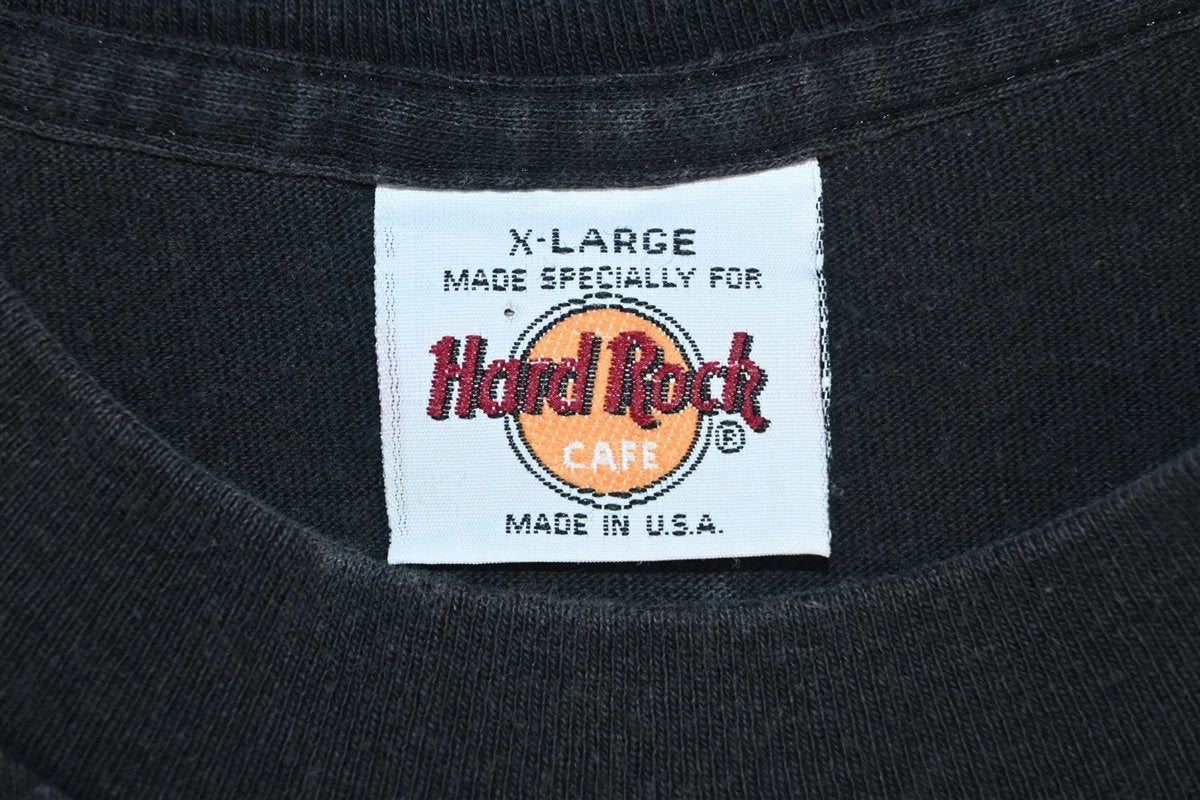 X-LARGE
MADE SPECIALLY FOR
Hard Rock
CAFE
®
MADE IN U.S.A.